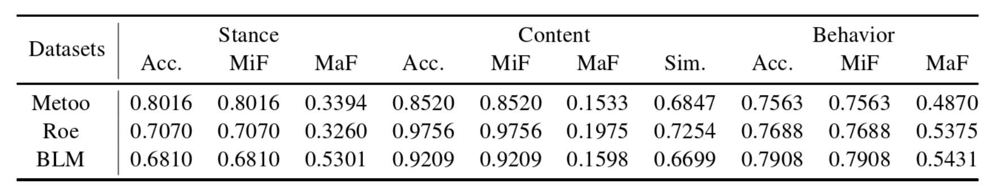 Datasets Stance Content Behavior
Acc. MiF MaF Acc. MiF MaF Sim. Acc. MiF MaF
Metoo 0.8016 0.8016 0.3394 0.8520 0.8520 0.1533 0.6847 0.7563 0.7563 0.4870
Roe 0.7070 0.7070 0.3260 0.9756 0.9756 0.1975 0.7254 0.7688 0.7688 0.5375
BLM 0.6810 0.6810 0.5301 0.9209 0.9209 0.1598 0.6699 0.7908 0.7908 0.5431